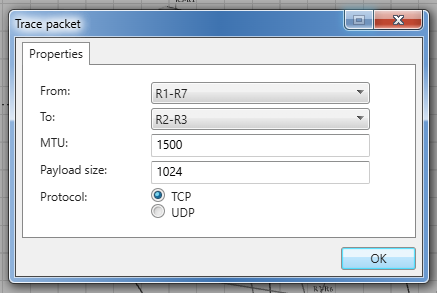 Trace packet
Properties
From: R1-R7
To: R2-R3
MTU: 1500
Payload size: 1024
Protocol: TCP
UDP
OK